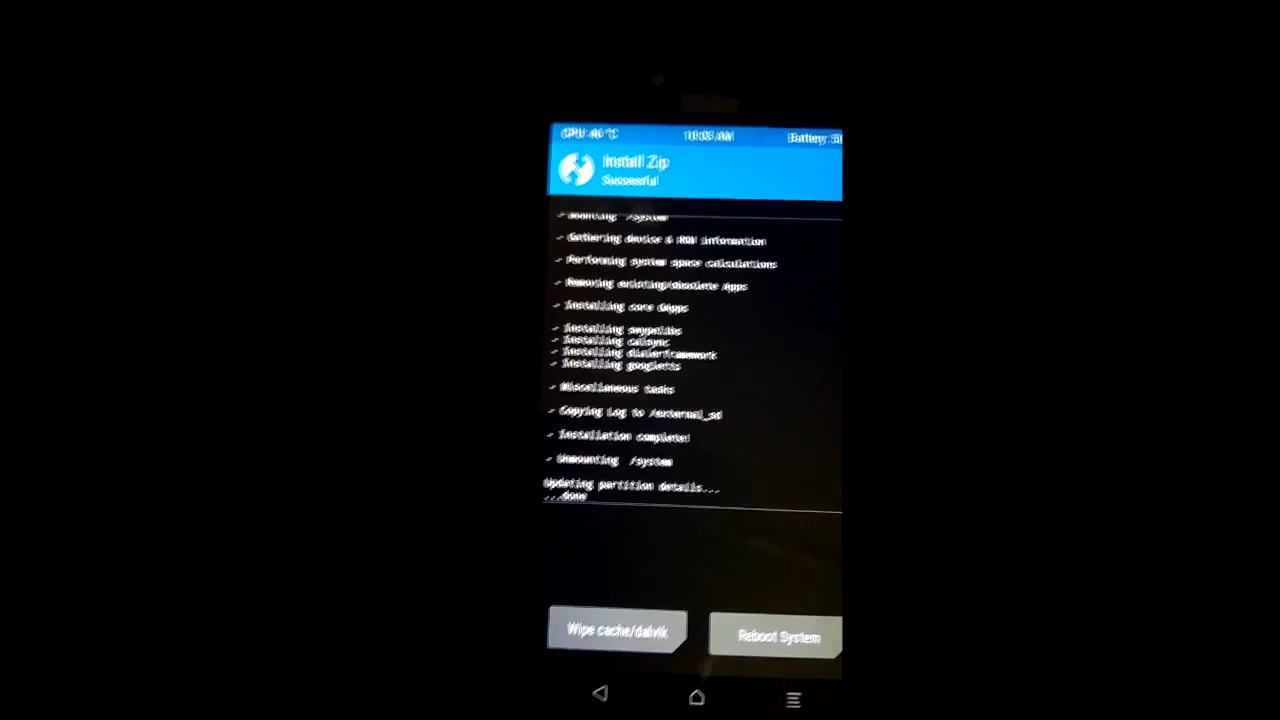 CPU: 46 °C 10:03 AM Battery: 5
Install Zip
Successful
- Mounting /system
- Gathering device & ROM information
- Performing system space calculations
- Removing existing/obsolete Apps
- Installing core GApps
- Installing swypelibs
- Installing calsync
- Installing dialerframework
- Installing googletts
- Miscellaneous tasks
- Copying Log to /external_sd
- Installation complete!
- Unmounting /system
Updating partition details...
...done
Wipe cache/dalvik Reboot System